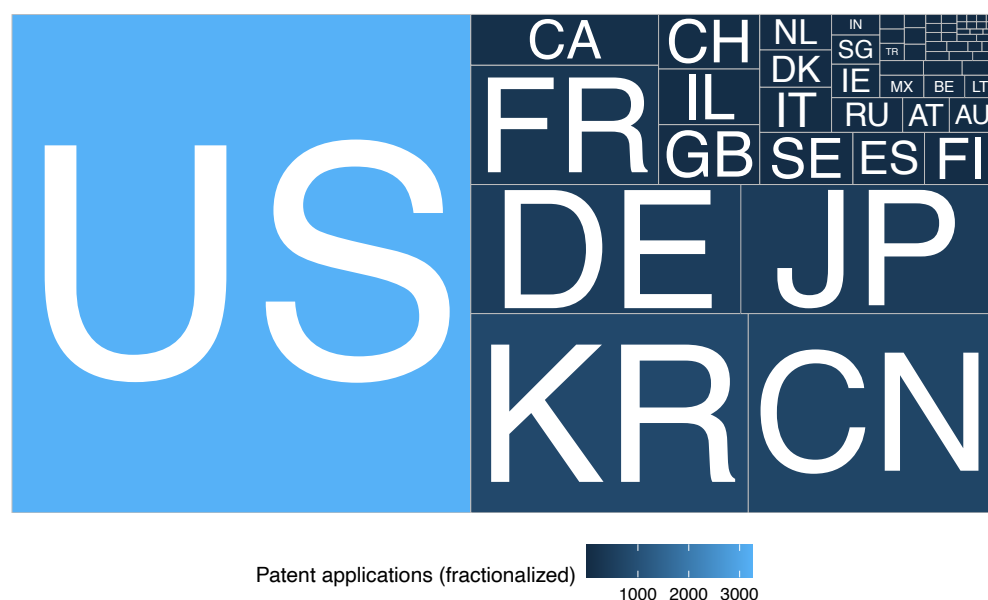 US
CA
CH
NL
IN
FR
IL
DK
SG
TR
IE
MX
BE
LT
GB
IT
RU
AT
AU
SE
ES
FI
DE
JP
KR
CN
Patent applications (fractionalized)
1000 2000 3000